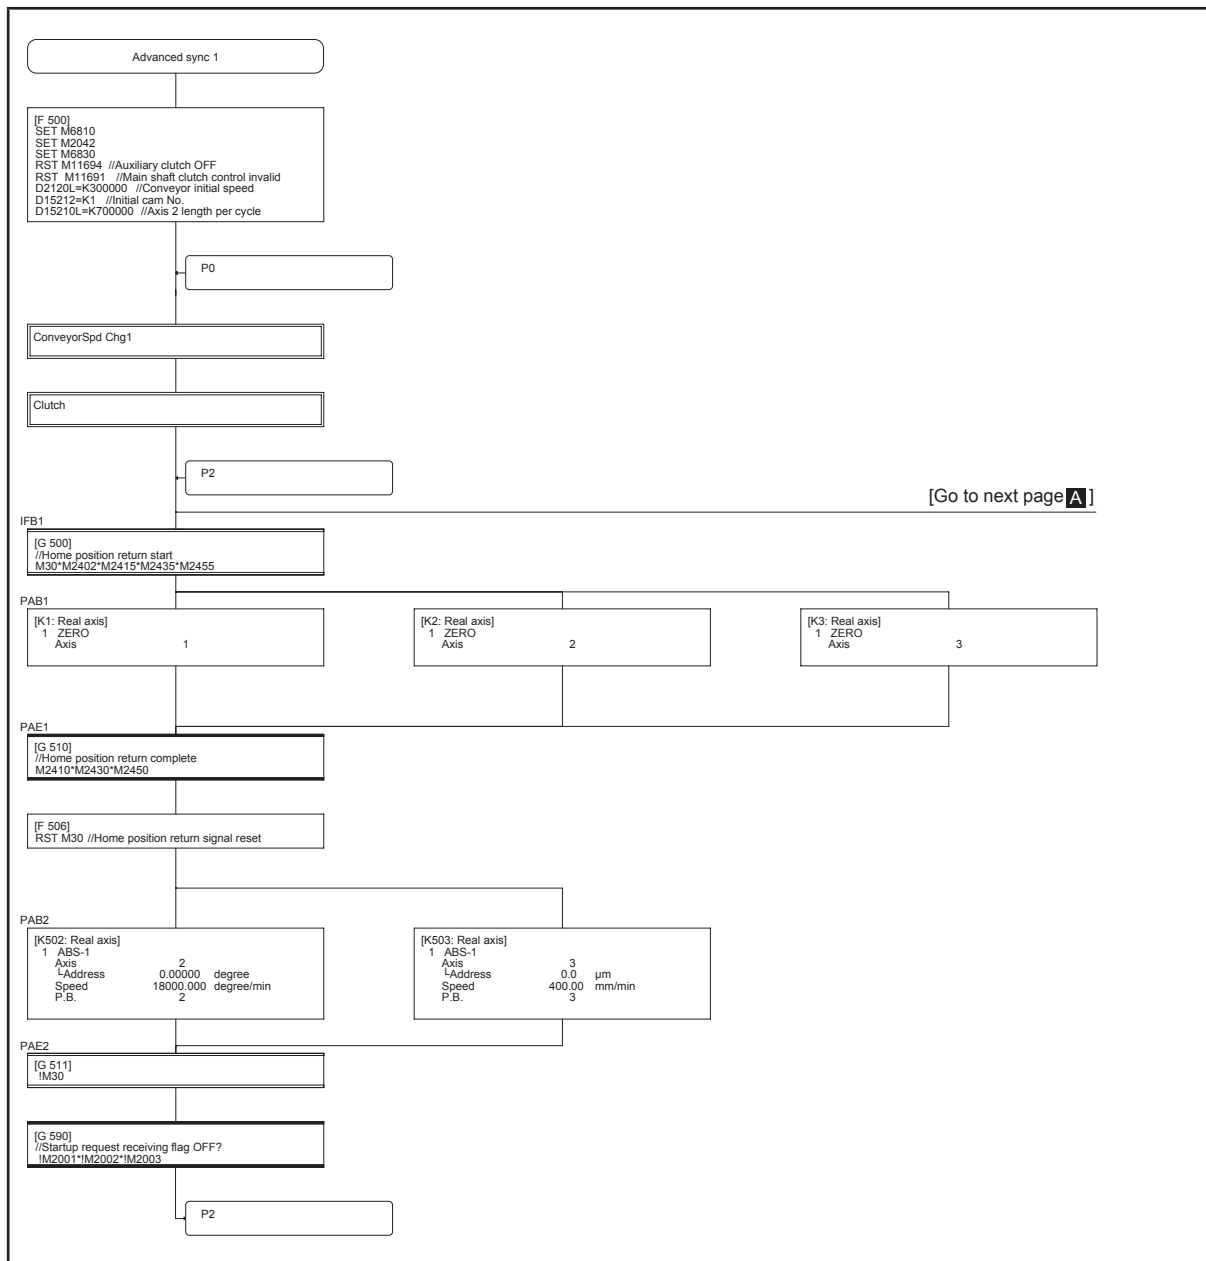 Advanced sync 1
[F 500]
SET M6810
SET M2042
SET M6830
RST M11694 //Auxiliary clutch OFF
RST M11691 //Main shaft clutch control invalid
D2120L=K300000 //Conveyor initial speed
D15212=K1 //Initial cam No.
D15210L=K700000 //Axis 2 length per cycle
P0
ConveyorSpd Chg1
Clutch
P2
[Go to next page A ]
IFB1
[G 500]
//Home position return start
M30*M2402*M2415*M2435*M2455
PAB1
[K1: Real axis]
1 ZERO
Axis 1
[K2: Real axis]
1 ZERO
Axis 2
[K3: Real axis]
1 ZERO
Axis 3
PAE1
[G 510]
//Home position return complete
M2410*M2430*M2450
[F 506]
RST M30 //Home position return signal reset
PAB2
[K502: Real axis]
1 ABS-1
Axis 2
└Address 0.00000 degree
Speed 18000.000 degree/min
P.B. 2
[K503: Real axis]
1 ABS-1
Axis 3
└Address 0.0 µm
Speed 400.00 mm/min
P.B. 3
PAE2
[G 511]
!M30
[G 590]
//Startup request receiving flag OFF?
!M2001*!M2002*!M2003
P2